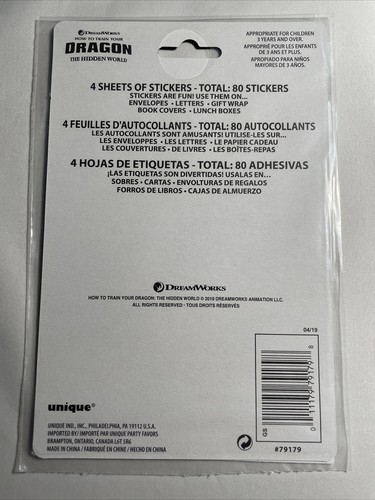 DREAMWORKS
HOW TO TRAIN YOUR
DRAGON
THE HIDDEN WORLD
APPROPRIATE FOR CHILDREN
3 YEARS AND OVER.
APPROPRIÉ POUR LES ENFANTS
DE 3 ANS ET PLUS.
APROPIADO PARA NIÑOS
MAYORES DE 3 AÑOS.
4 SHEETS OF STICKERS - TOTAL: 80 STICKERS
STICKERS ARE FUN! USE THEM ON...
ENVELOPES • LETTERS • GIFT WRAP
BOOK COVERS • LUNCH BOXES
4 FEUILLES D'AUTOCOLLANTS - TOTAL: 80 AUTOCOLLANTS
LES AUTOCOLLANTS SONT AMUSANTS! UTILISE-LES SUR...
LES ENVELOPPES • LES LETTRES • LE PAPIER CADEAU
LES COUVERTURES • DE LIVRES • LES BOÎTES-REPAS
4 HOJAS DE ETIQUETAS - TOTAL: 80 ADHESIVAS
¡LAS ETIQUETAS SON DIVERTIDAS! USALAS EN...
SOBRES • CARTAS • ENVOLTURAS DE REGALOS
FORROS DE LIBROS • CAJAS DE ALMUERZO
DREAMWORKS
HOW TO TRAIN YOUR DRAGON: THE HIDDEN WORLD © 2019 DREAMWORKS ANIMATION LLC.
ALL RIGHTS RESERVED • TOUS DROITS RÉSERVÉS
04/19
0 11179 79179 8
GS
unique®
UNIQUE IND., INC., PHILADELPHIA, PA 19112 U.S.A.
IMPORTED BY/ IMPORTÉ PAR UNIQUE PARTY FAVORS
BRAMPTON, ONTARIO, CANADA L6T 5R6
MADE IN CHINA / FABRIQUÉ EN CHINE / HECHO EN CHINA
#79179